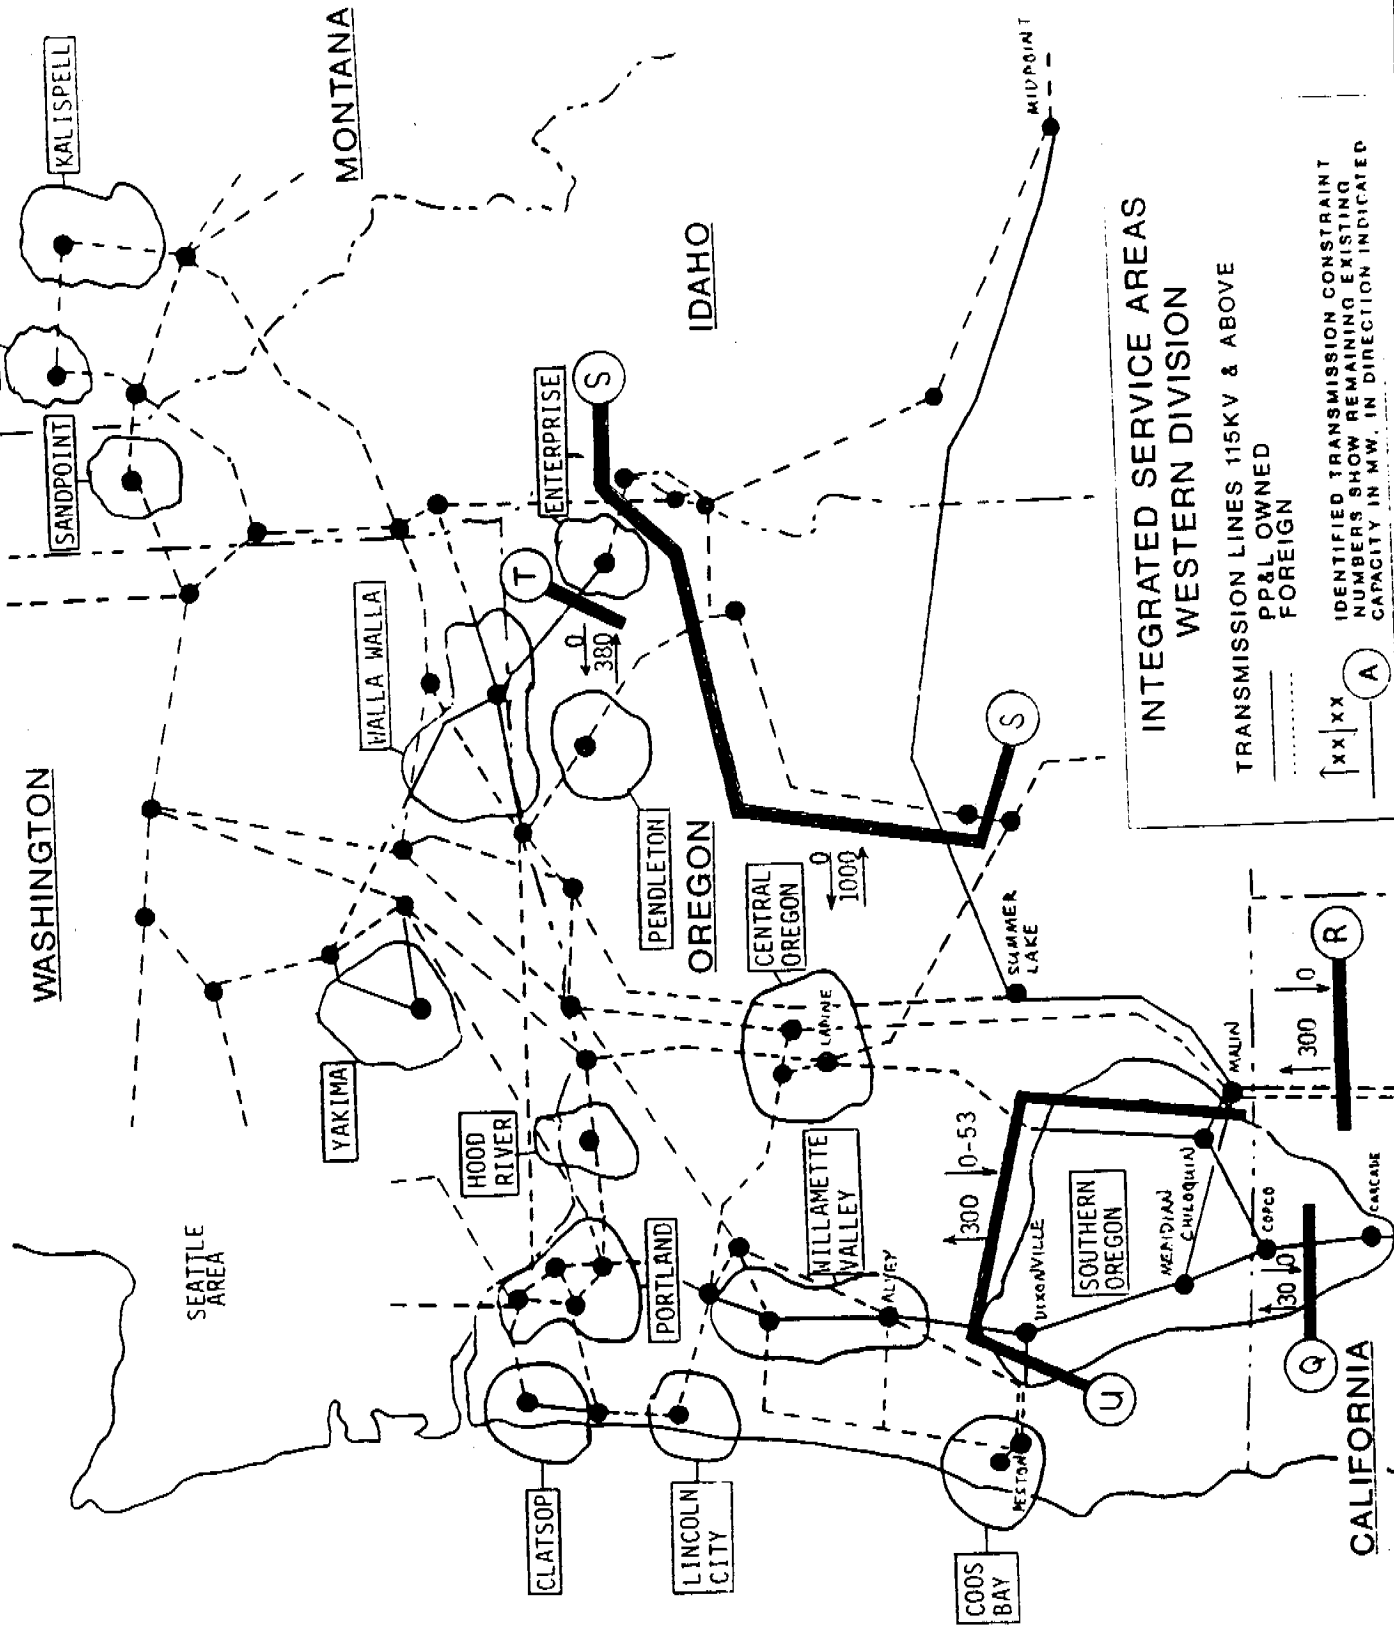 KALISPELL
MONTANA
SANDPOINT
WASHINGTON
WALLA WALLA
ENTERPRISE
IDAHO
S
T
0
380
MIDPOINT
PENDLETON
OREGON
YAKIMA
SEATTLE
AREA
HOOD
RIVER
PORTLAND
CLATSOP
LINCOLN
CITY
CENTRAL
OREGON
LAPINE
0
1000
S
SUMMER
LAKE
WILLAMETTE
VALLEY
ALVEY
300
0-53
SOUTHERN
OREGON
DIXONVILLE
MERIDIAN
CHILOQUIN
MALIN
COPCO
CASCADE
COOS
BAY
U
Q
30
0
300
0
R
CALIFORNIA
INTEGRATED SERVICE AREAS
WESTERN DIVISION
TRANSMISSION LINES 115KV & ABOVE
PP&L OWNED
FOREIGN
XX XX
A
IDENTIFIED TRANSMISSION CONSTRAINT
NUMBERS SHOW REMAINING EXISTING
CAPACITY IN MW. IN DIRECTION INDICATED